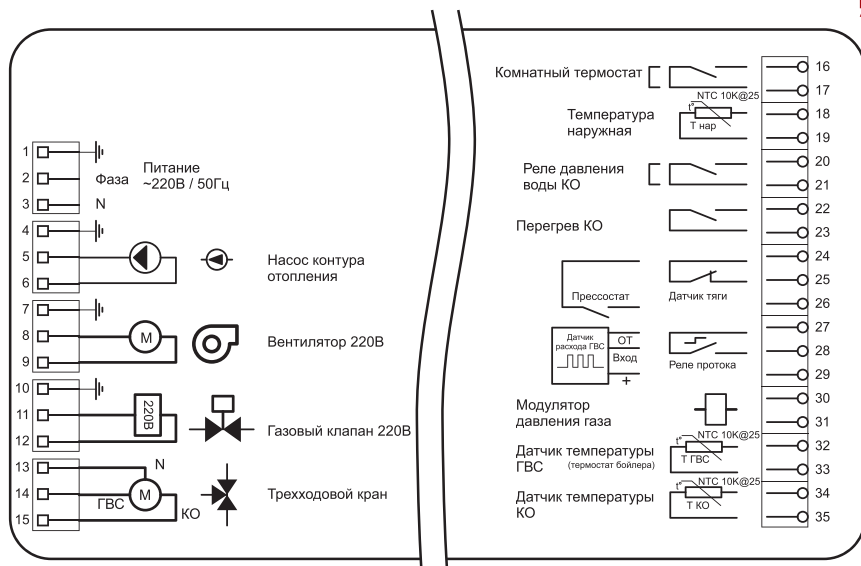 1
2
Фаза
3
N
Питание
~220В / 50Гц
4
5
6
Насос контура
отопления
7
8
M
9
Вентилятор 220В
10
11
220В
12
Газовый клапан 220В
13
N
14
M
ГВС
15
КО
Трехходовой кран
Комнатный термостат
16
17
Температура
наружная
NTC 10K@25
t°
Т нар
18
19
Реле давления
воды КО
20
21
Перегрев КО
22
23
Прессостат
Датчик тяги
24
25
26
Датчик
расхода ГВС
ОТ
Вход
+
Реле протока
27
28
29
Модулятор
давления газа
30
31
Датчик температуры
ГВС (термостат бойлера)
NTC 10K@25
t°
Т ГВС
32
33
Датчик температуры
КО
NTC 10K@25
t°
Т КО
34
35